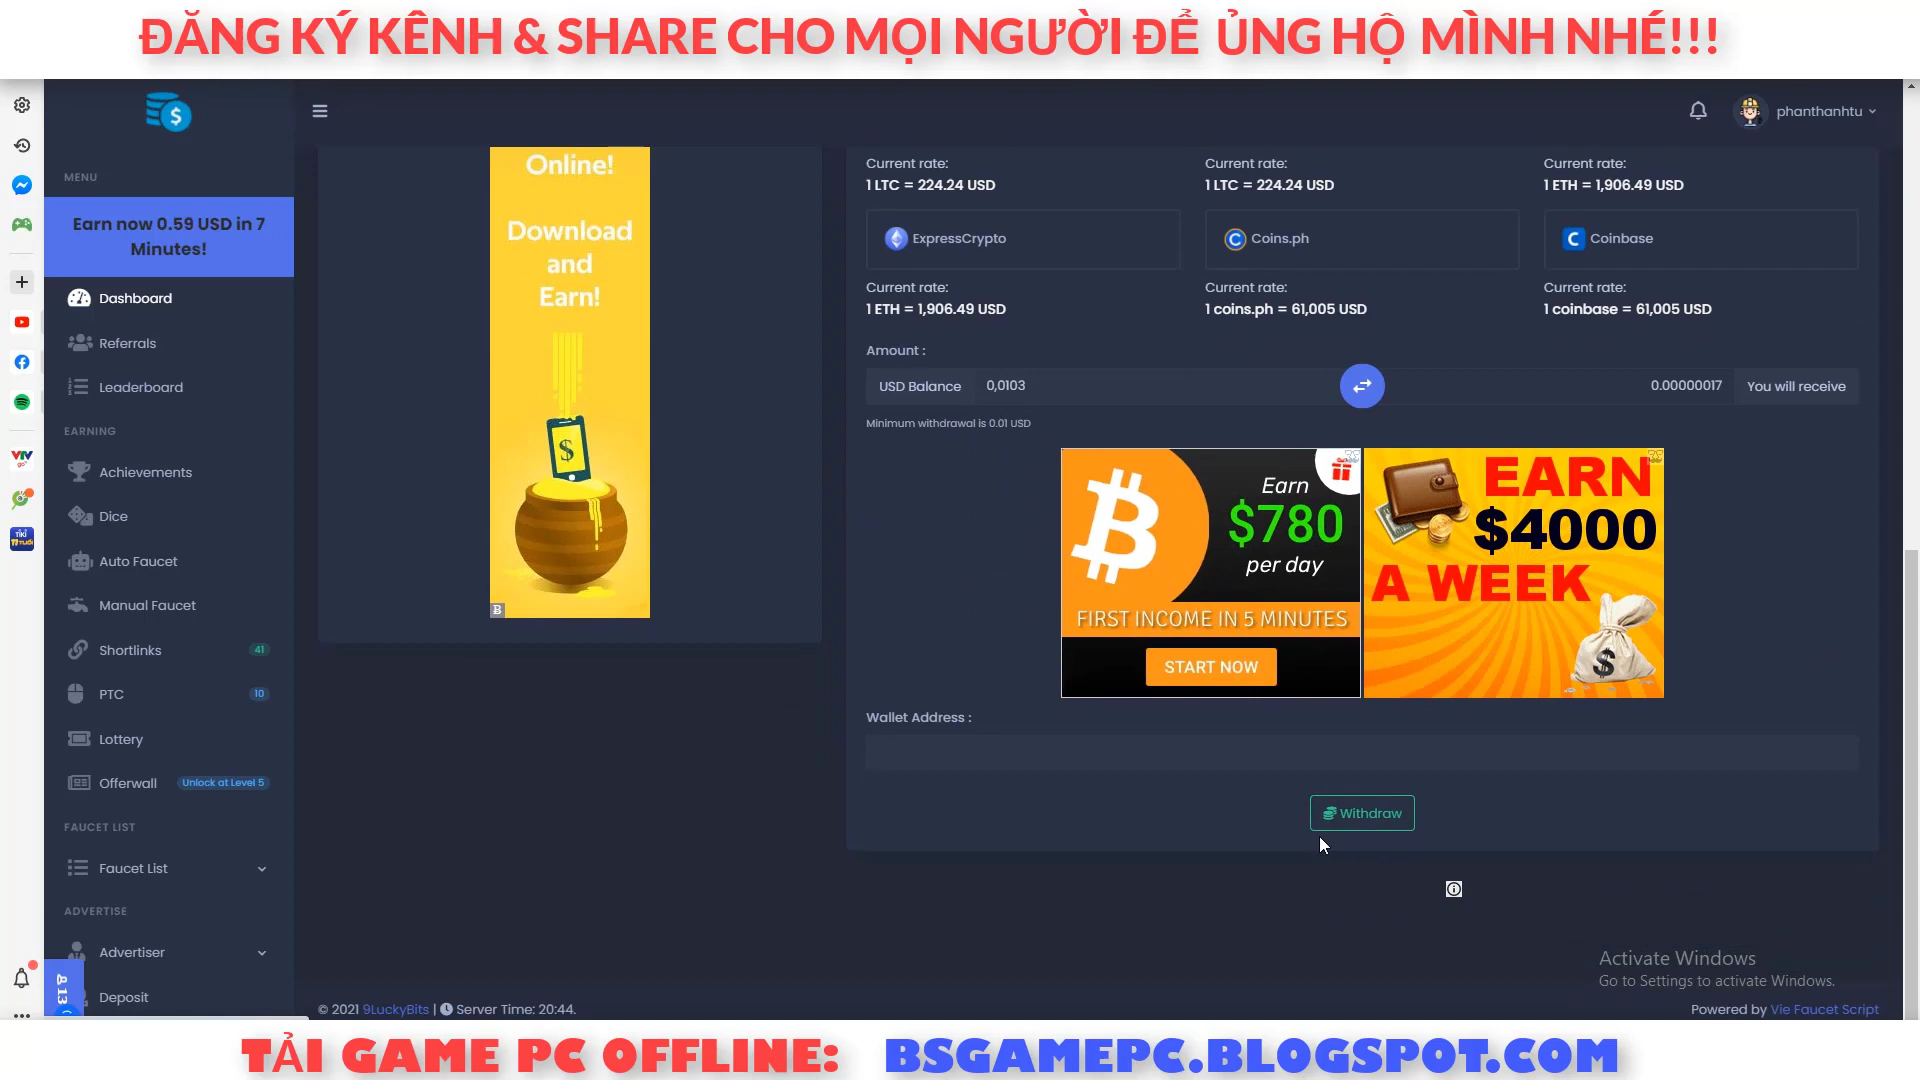 ĐĂNG KÝ KÊNH & SHARE CHO MỌI NGƯỜI ĐỂ ỦNG HỘ MÌNH NHÉ!!!
phanthanhtu
MENU
Earn now 0.59 USD in 7
Minutes!
Dashboard
Referrals
Leaderboard
EARNING
Achievements
Dice
Auto Faucet
Manual Faucet
Shortlinks 41
PTC 10
Lottery
Offerwall Unlock at Level 5
FAUCET LIST
Faucet List
ADVERTISE
Advertiser
Deposit
VTV
go
TIKI
13
Online!
Download
and
Earn!
$
Current rate:
1 LTC = 224.24 USD
Current rate:
1 LTC = 224.24 USD
Current rate:
1 ETH = 1,906.49 USD
ExpressCrypto
Coins.ph
Coinbase
Current rate:
1 ETH = 1,906.49 USD
Current rate:
1 coins.ph = 61,005 USD
Current rate:
1 coinbase = 61,005 USD
Amount :
USD Balance 0,0103
0.00000017 You will receive
Minimum withdrawal is 0.01 USD
Earn
$780
per day
FIRST INCOME IN 5 MINUTES
START NOW
EARN
$4000
A WEEK
$
Wallet Address :
Withdraw
Activate Windows
Go to Settings to activate Windows.
© 2021 9LuckyBits | Server Time: 20:44.
Powered by Vie Faucet Script
TẢI GAME PC OFFLINE: BSGAMEPC.BLOGSPOT.COM